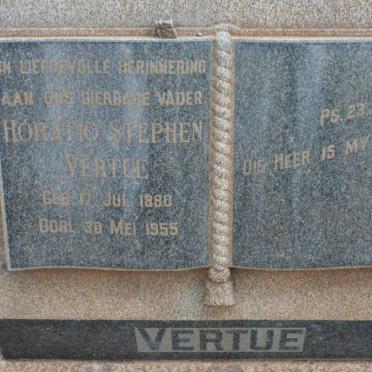 IN LIEFDEVOLLE HERINNERING
AAN ONS DIERBARE VADER
HORATIO STEPHEN
VERTUE
GEB. 17. JUL. 1880
OORL. 30 MEI 1955
PS. 23
DIE HEER IS MY
VERTUE